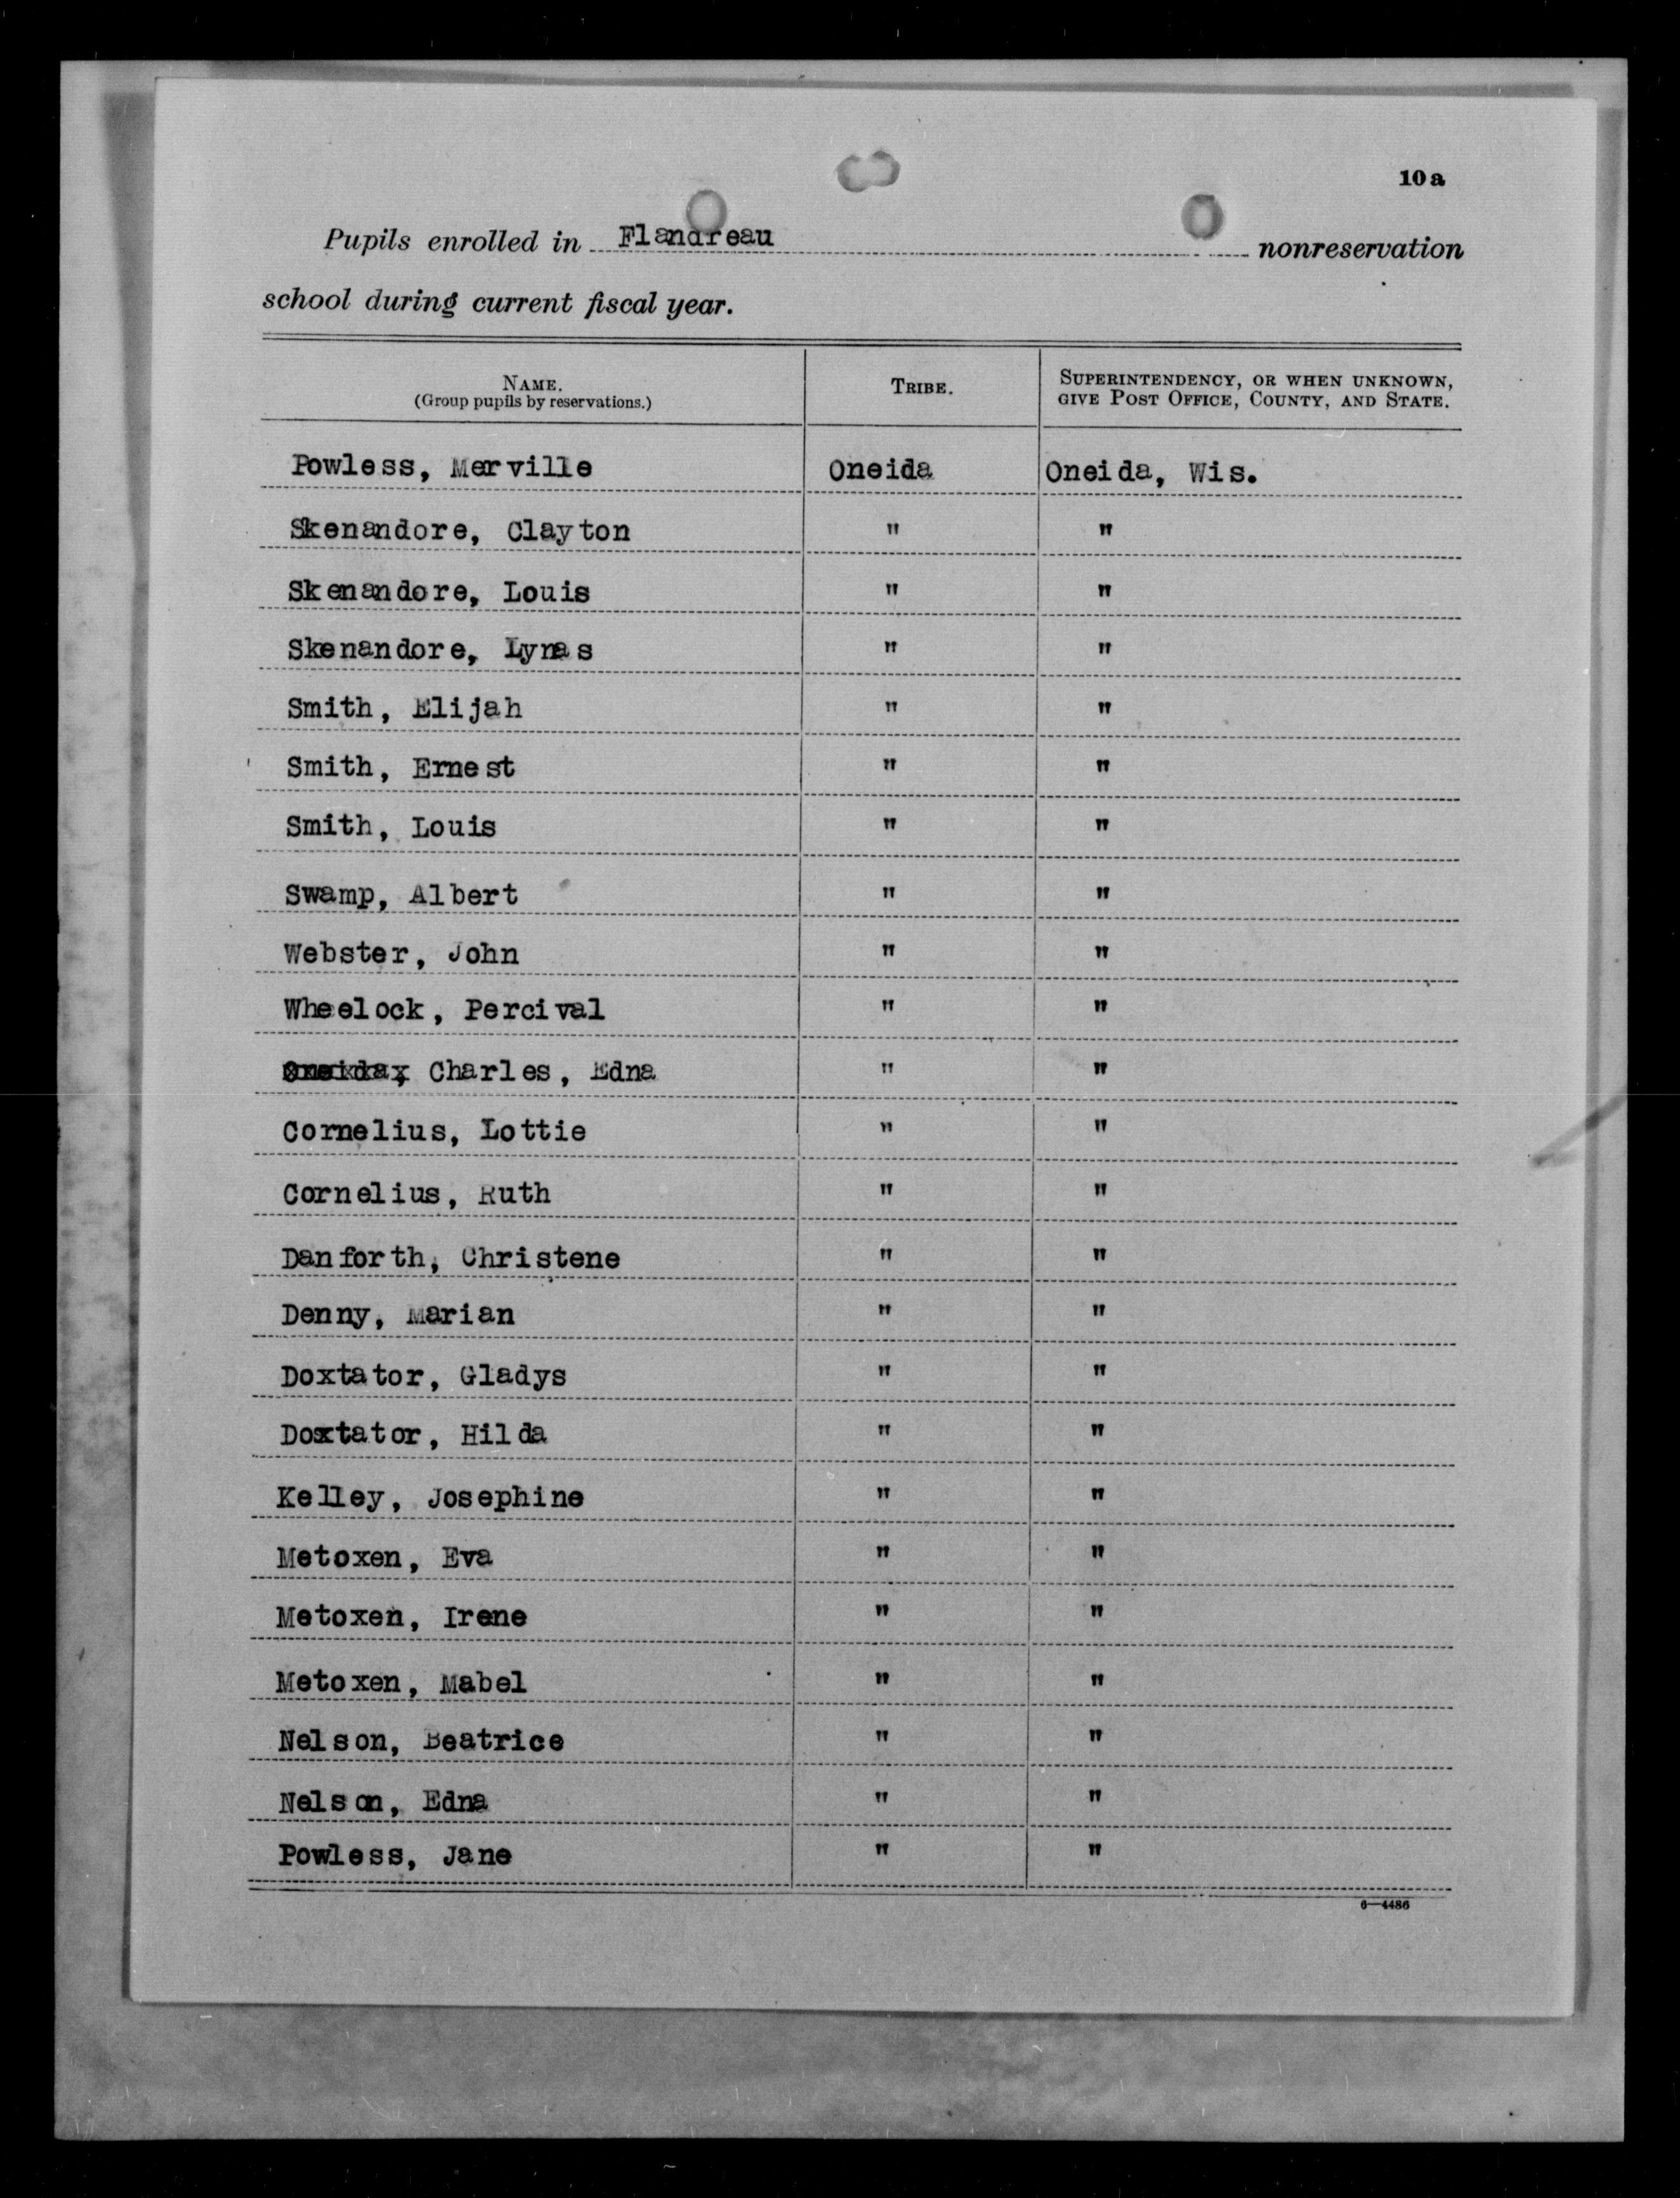 10a
Pupils enrolled in Flandreau nonreservation
school during current fiscal year.
NAME. TRIBE. SUPERINTENDENCY, OR WHEN UNKNOWN,
(Group pupils by reservations.) GIVE POST OFFICE, COUNTY, AND STATE.
Powless, Merville Oneida Oneida, Wis.
Skenandore, Clayton " "
Skenandore, Louis " "
Skenandore, Lyras " "
Smith, Elijah " "
Smith, Ernest " "
Smith, Louis " "
Swamp, Albert " "
Webster, John " "
Wheelock, Percival " "
Charles, Edna " "
Cornelius, Lottie " "
Cornelius, Ruth " "
Danforth, Christene " "
Denny, Marian " "
Doxtator, Gladys " "
Doxtator, Hilda " "
Kelley, Josephine " "
Metoxen, Eva " "
Metoxen, Irene " "
Metoxen, Mabel " "
Nelson, Beatrice " "
Nelson, Edna " "
Powless, Jane " "
6—4486